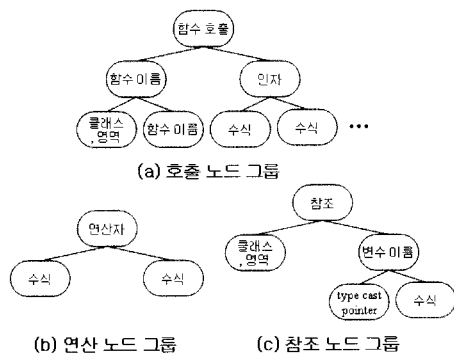 함수 호출
함수 이름
인자
클래스
,영역
함수 이름
수식
수식
•••
(a) 호출 노드 그룹
연산자
수식
수식
(b) 연산 노드 그룹
참조
클래스
,영역
변수 이름
type cast
pointer
수식
(c) 참조 노드 그룹